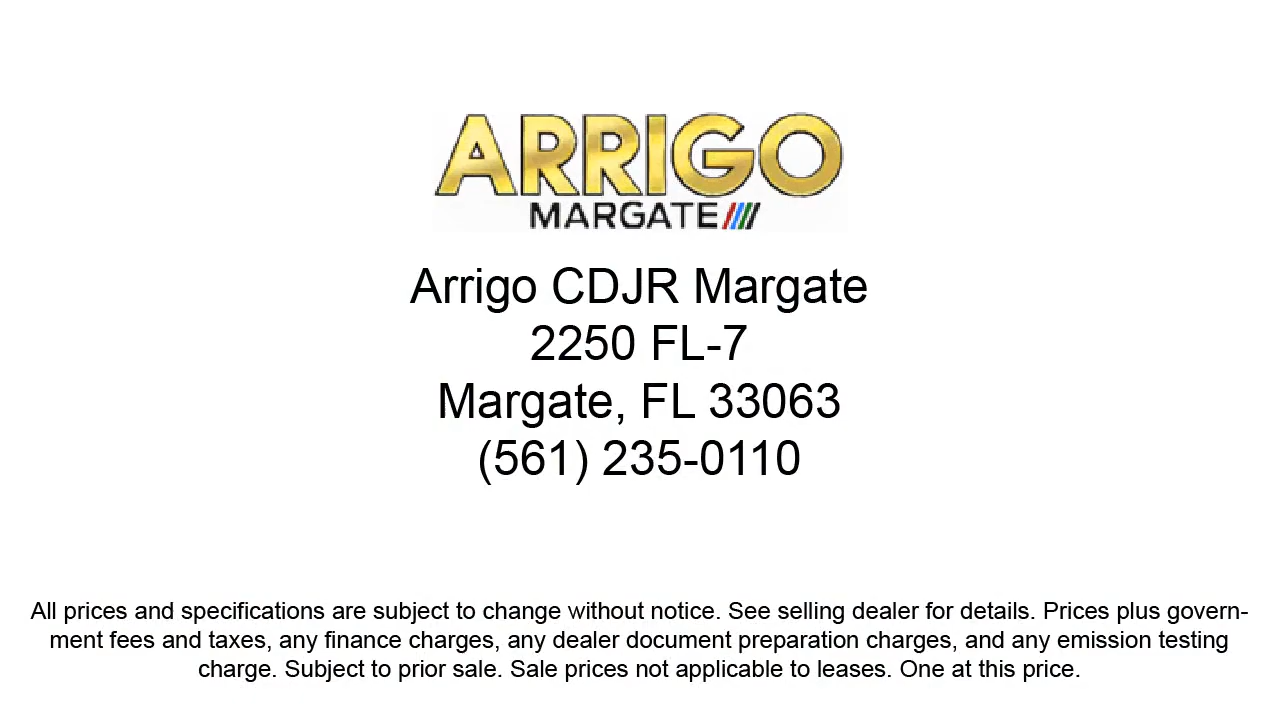 ARRIGO
MARGATE
Arrigo CDJR Margate
2250 FL-7
Margate, FL 33063
(561) 235-0110
All prices and specifications are subject to change without notice. See selling dealer for details. Prices plus govern-
ment fees and taxes, any finance charges, any dealer document preparation charges, and any emission testing
charge. Subject to prior sale. Sale prices not applicable to leases. One at this price.